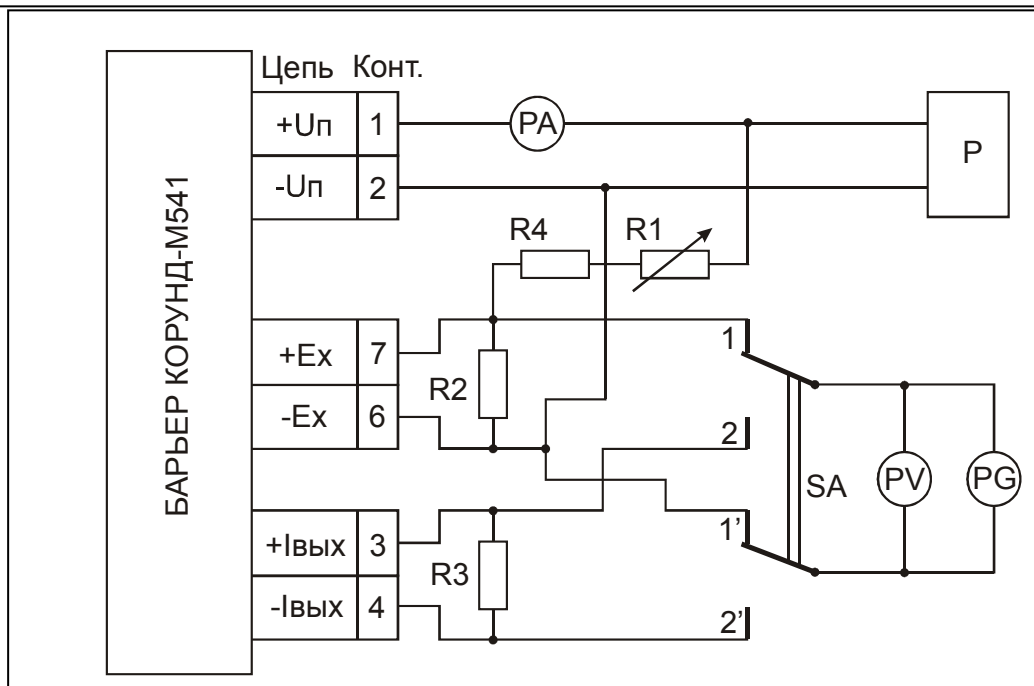 БАРЬЕР КОРУНД-М541
Цепь Конт.
+Uп 1
-Uп 2
PA
P
R4 R1
+Ex 7
-Ex 6
R2
1
2
SA
PV
PG
+Iвых 3
-Iвых 4
R3
1'
2'